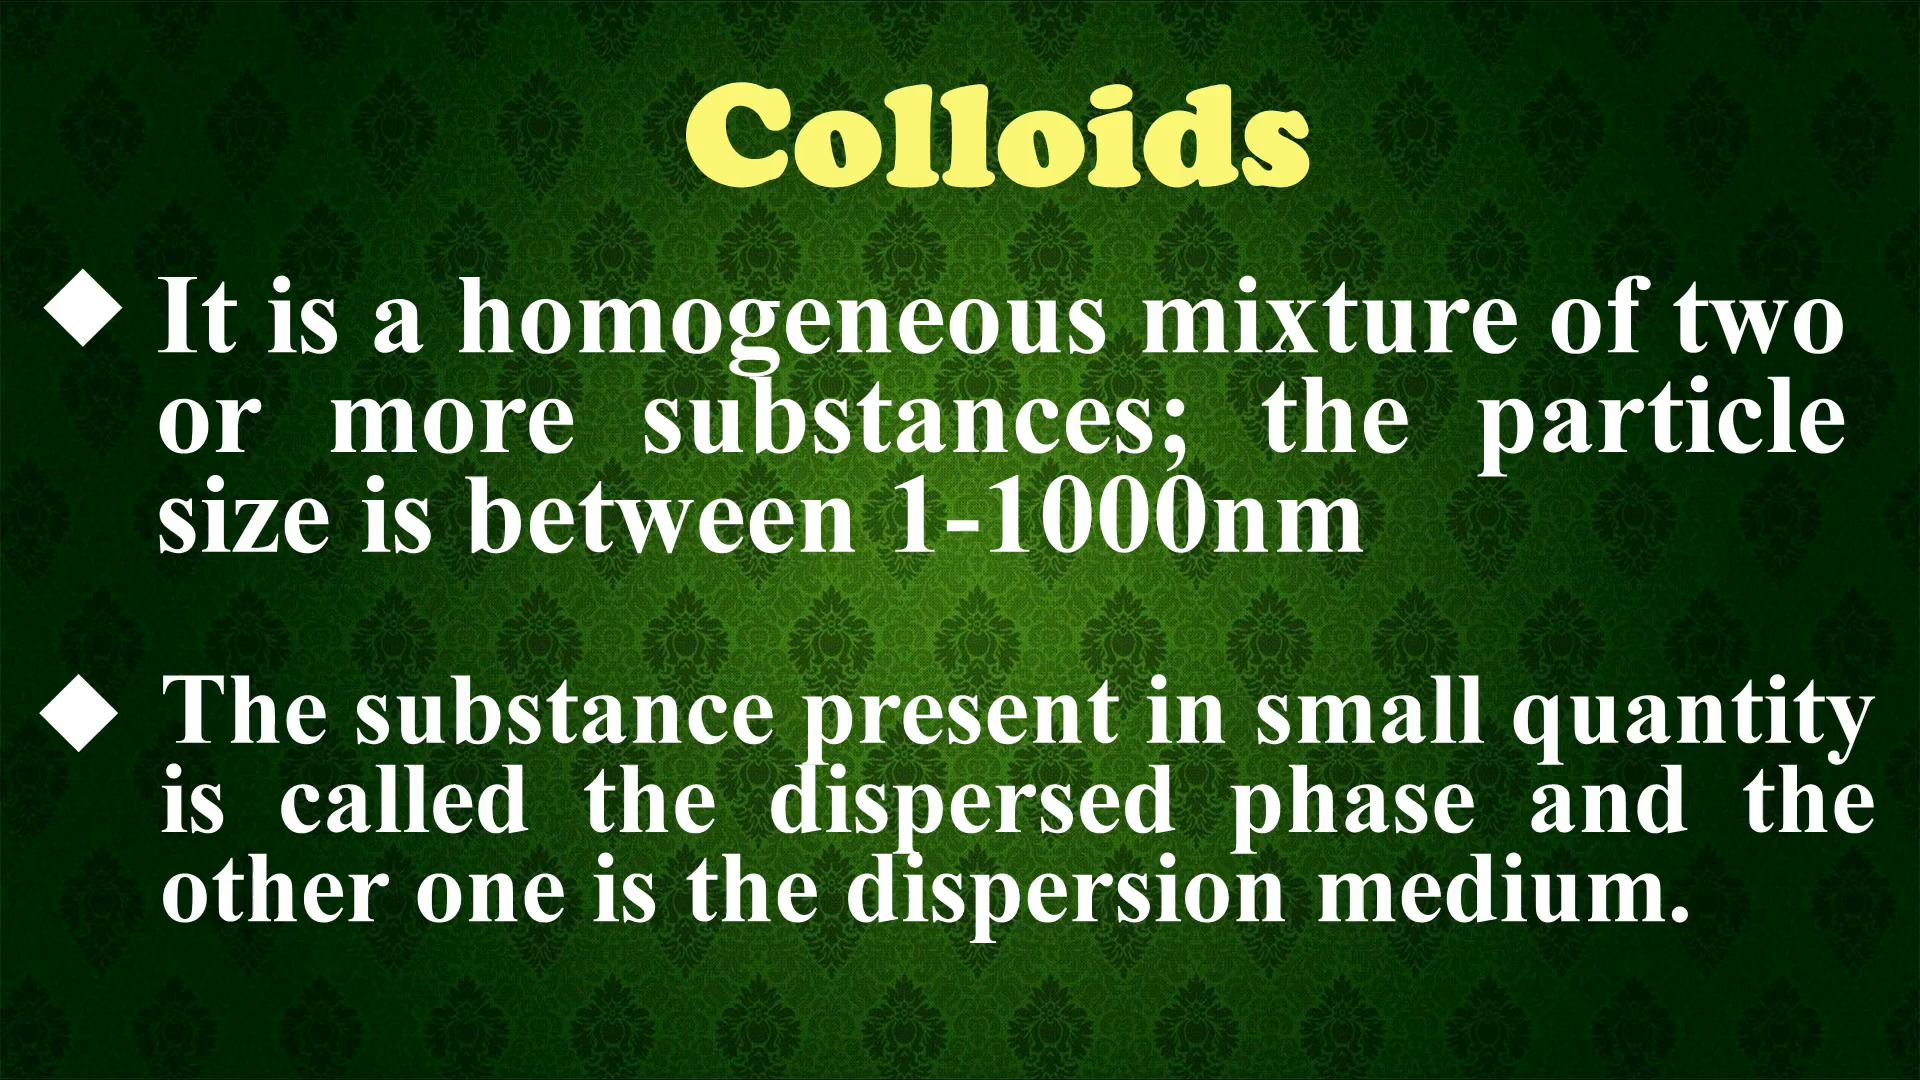 Colloids
It is a homogeneous mixture of two
or more substances; the particle
size is between 1-1000nm
The substance present in small quantity
is called the dispersed phase and the
other one is the dispersion medium.